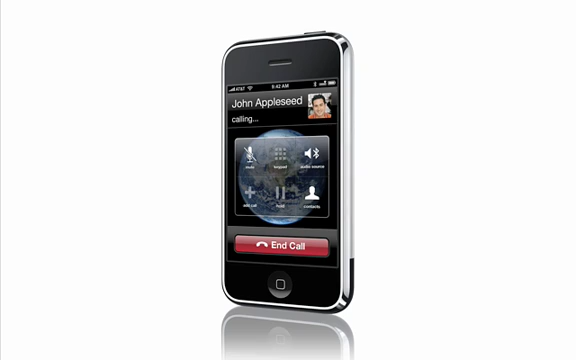 AT&T 9:42 AM
John Appleseed
calling...
mute keypad audio source
add call hold contacts
End Call